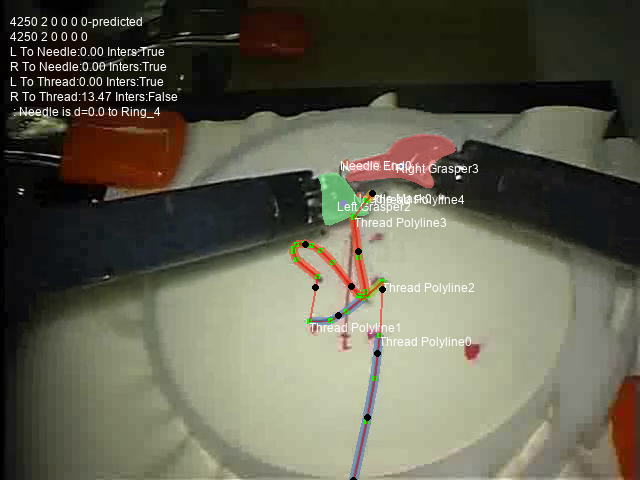 4250 2 0 0 0 0-predicted
4250 2 0 0 0 0
L To Needle:0.00 Inters:True
R To Needle:0.00 Inters:True
L To Thread:0.00 Inters:True
R To Thread:13.47 Inters:False
: Needle is d=0.0 to Ring_4
Needle End0
Right Grasper3
Thread Polyline4
Left Grasper2
Thread Polyline3
Thread Polyline2
Thread Polyline1
Thread Polyline0